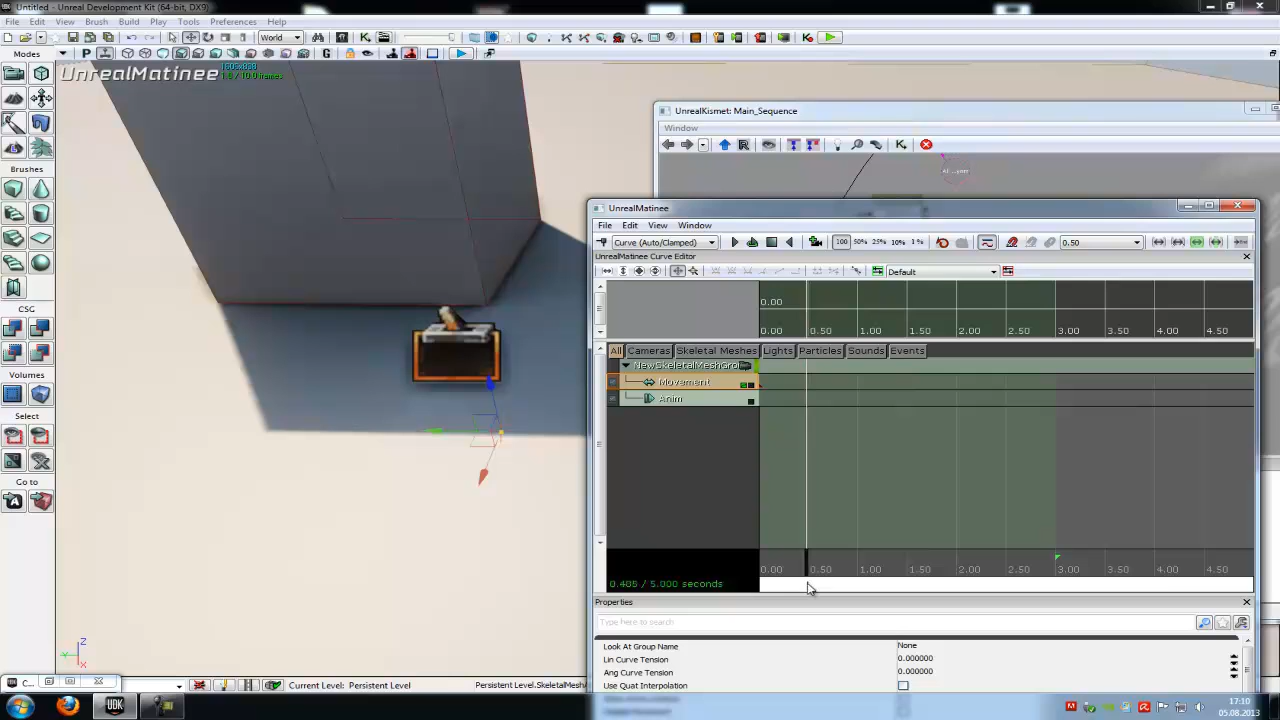 Untitled - Unreal Development Kit (64-bit, DX9)
File Edit View Brush Build Play Tools Preferences Help
World
Modes
UnrealMatinee
UnrealKismet: Main_Sequence
Window
Brushes
CSG
Volumes
Select
Go to
UnrealMatinee
File Edit View Window
Curve (Auto/Clamped) 100 50% 25% 10% 1% 0.50
UnrealMatinee Curve Editor
Default
0.00
0.00 0.50 1.00 1.50 2.00 2.50 3.00 3.50 4.00 4.50
All Cameras Skeletal Meshes Lights Particles Sounds Events
NewSkeletalMeshGro
Movement
Anim
0.00 0.50 1.00 1.50 2.00 2.50 3.00 3.50 4.00 4.50
0.485 / 5.000 seconds
Properties
Type here to search
Look At Group Name None
Lin Curve Tension 0.000000
Ang Curve Tension 0.000000
Use Quat Interpolation
Current Level: Persistent Level Persistent Level.SkeletalMesh
C...
UDK
17:10
05.08.2013